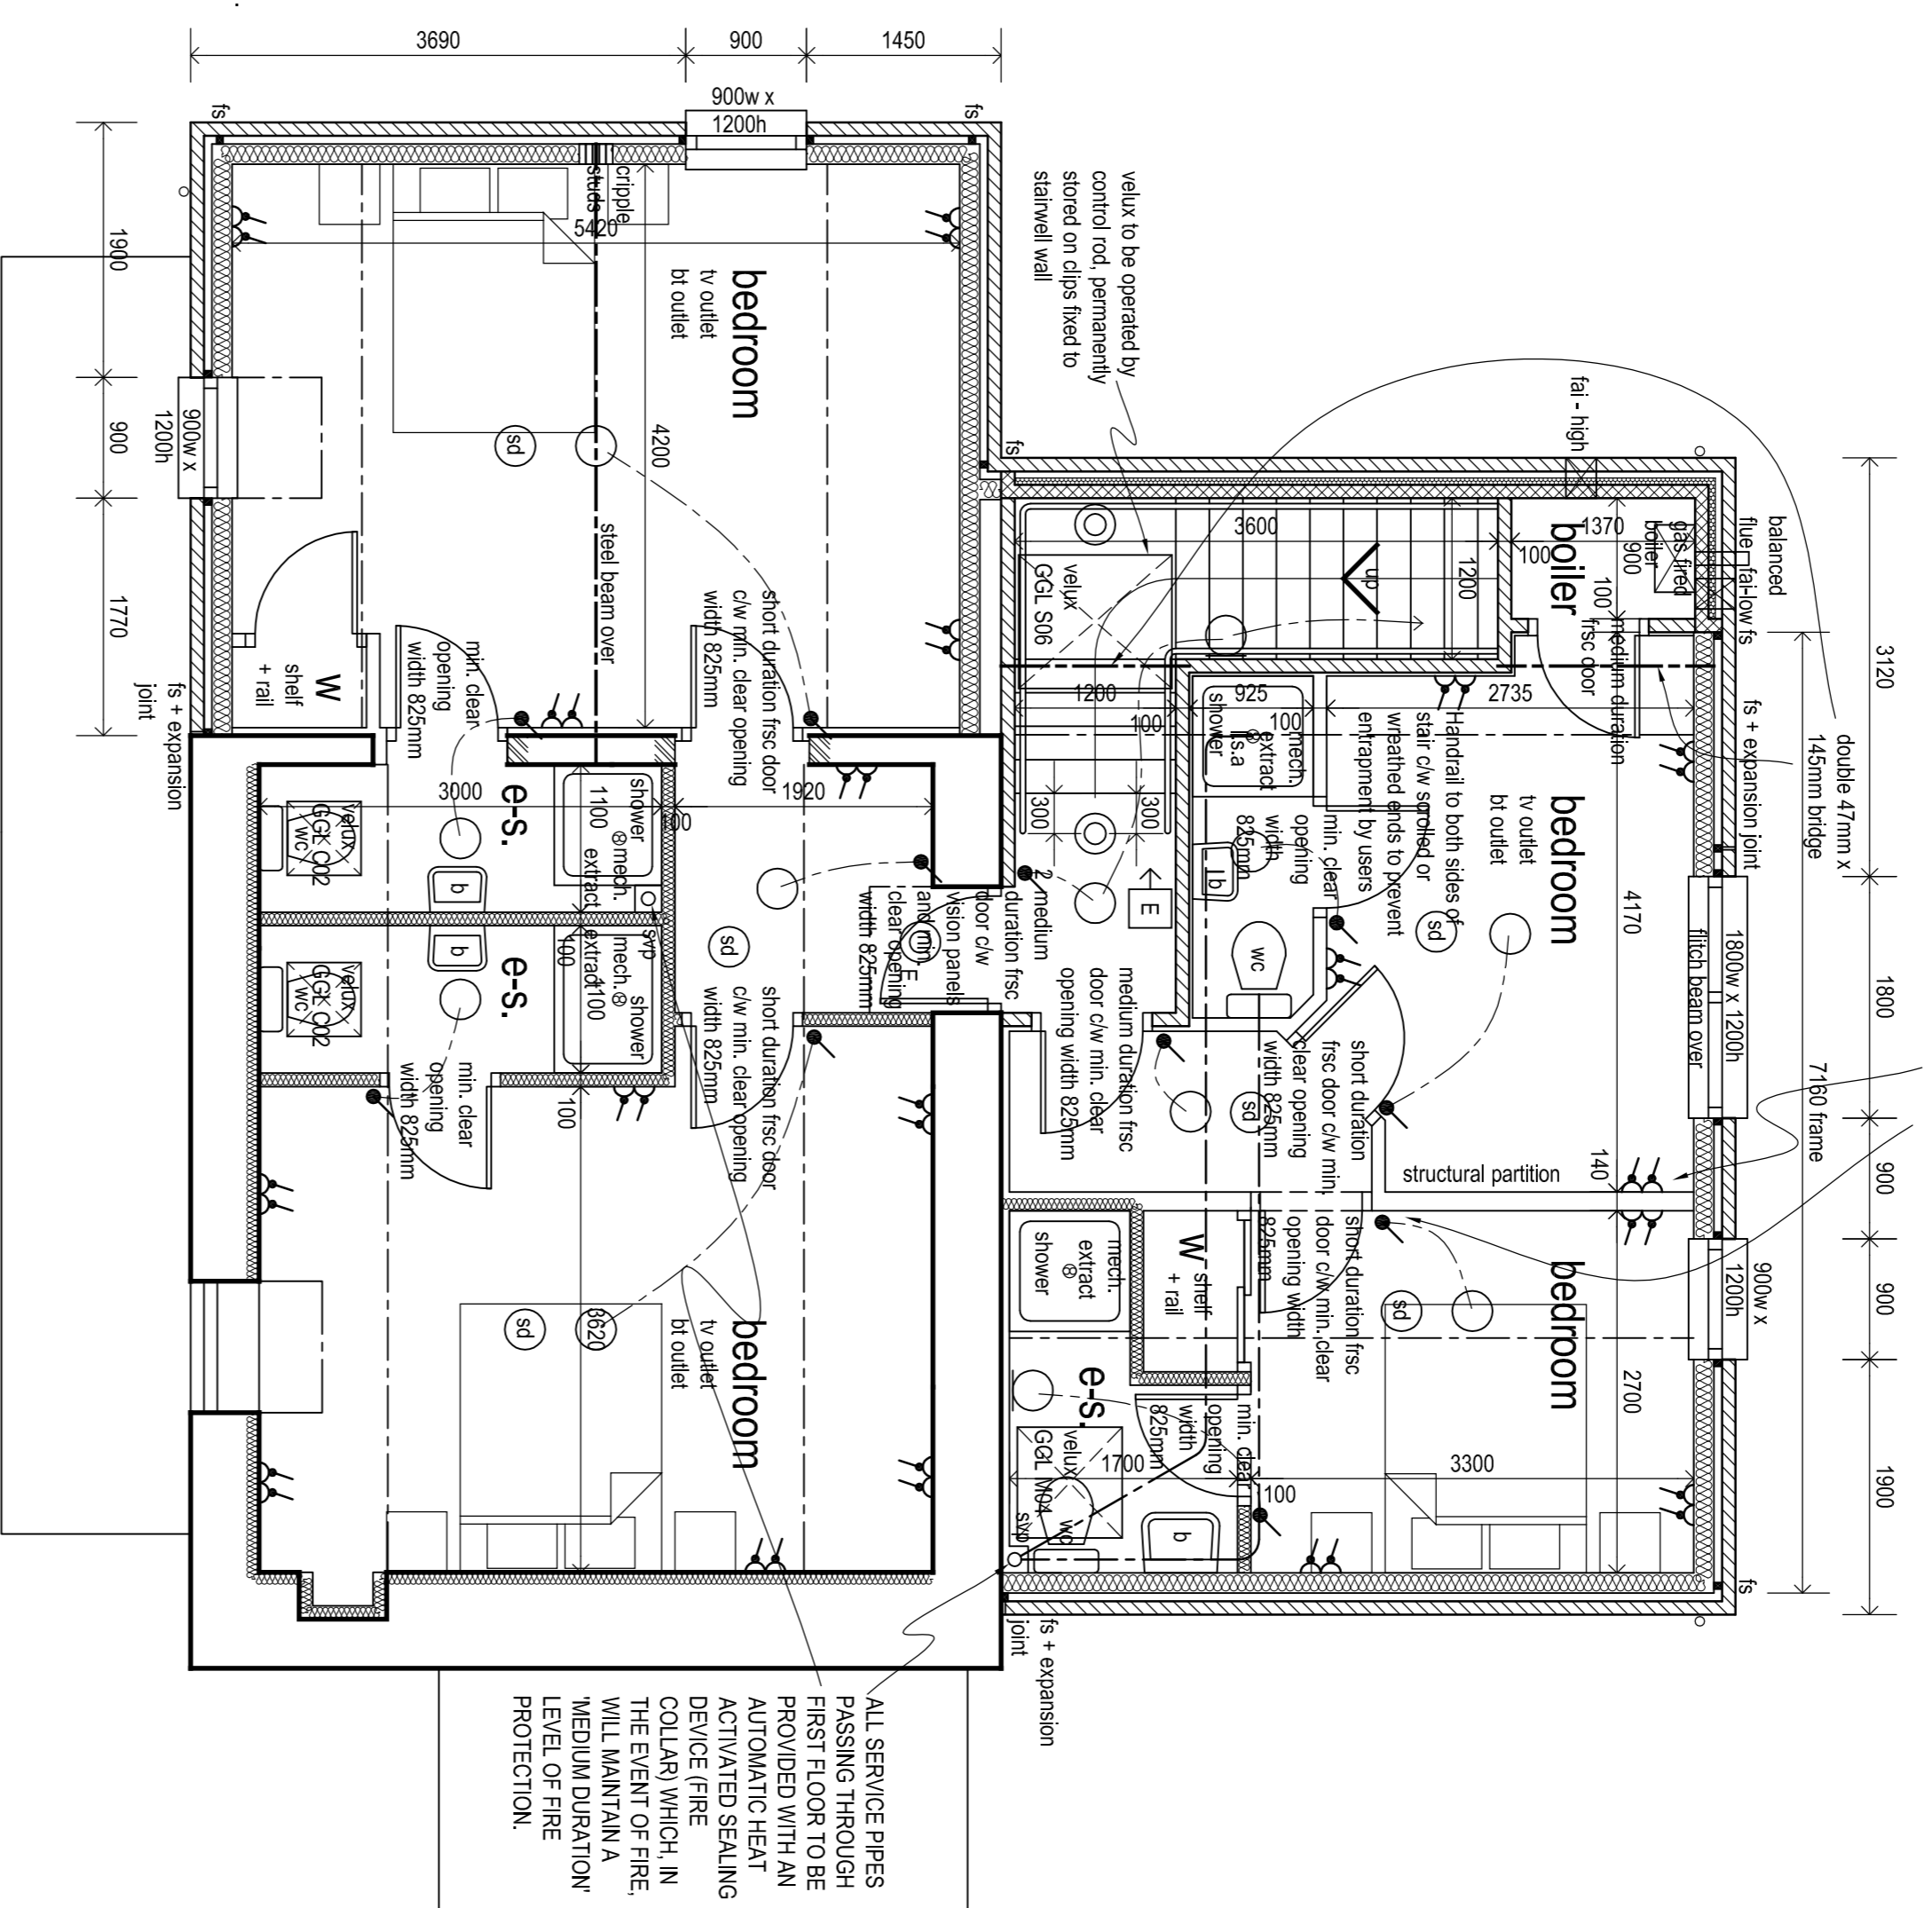 3690
900
1450
900w x
1200h
fs
fs
1900
900
1770
900w x
1200h
fs + expansion
joint
cripple
studs
5420
bedroom
tv outlet
bt outlet
sd
4200
steel beam over
short duration frsc door
c/w min. clear opening
width 825mm
min. clear
opening
width 825mm
W
shelf
+ rail
velux to be operated by
control rod, permanently
stored on clips fixed to
stairwell wall
fai - high
fs
3600
velux
GGL S06
up
1200
boiler
1370
100
900
100
gas fired
boiler
balanced
flue
fai-low
fs
medium duration
frsc door
3120
double 47mm x
145mm bridge
fs + expansion joint
1200
100
925
100
2735
shower
l.s.a
mech.
extract
Handrail to both sides of
stair c/w scrolled or
wreathed ends to prevent
entrapment by users
bedroom
tv outlet
bt outlet
4170
300
300
E
min. clear
opening
width
825mm
b
wc
sd
flitch beam over
1800w x 1200h
1800
7160 frame
3000
e-s.
1100
100
1920
shower
mech.
extract
velux
GGL C02
wc
b
svp
e-s.
100
1100
mech.
extract
shower
velux
GGL C02
wc
b
min. clear
opening
width 825mm
100
sd
short duration frsc door
c/w min. clear opening
width 825mm
2 medium
duration frsc
door c/w
vision panels
and min.
clear opening
width 825mm
E
medium duration frsc
door c/w min. clear
opening width 825mm
sd
short duration
frsc door c/w min.
clear opening
width 825mm
structural partition
140
900
900w x
1200h
900
1900
short duration frsc
door c/w min. clear
opening width
825mm
bedroom
sd
2700
3300
W
shelf
+ rail
mech.
extract
shower
e-s.
min. clear
opening
width
825mm
1700
100
velux
GGL M04
wc
b
svp
fs
fs + expansion
joint
bedroom
tv outlet
bt outlet
sd
3620
ALL SERVICE PIPES
PASSING THROUGH
FIRST FLOOR TO BE
PROVIDED WITH AN
AUTOMATIC HEAT
ACTIVATED SEALING
DEVICE (FIRE
COLLAR) WHICH, IN
THE EVENT OF FIRE,
WILL MAINTAIN A
'MEDIUM DURATION'
LEVEL OF FIRE
PROTECTION.